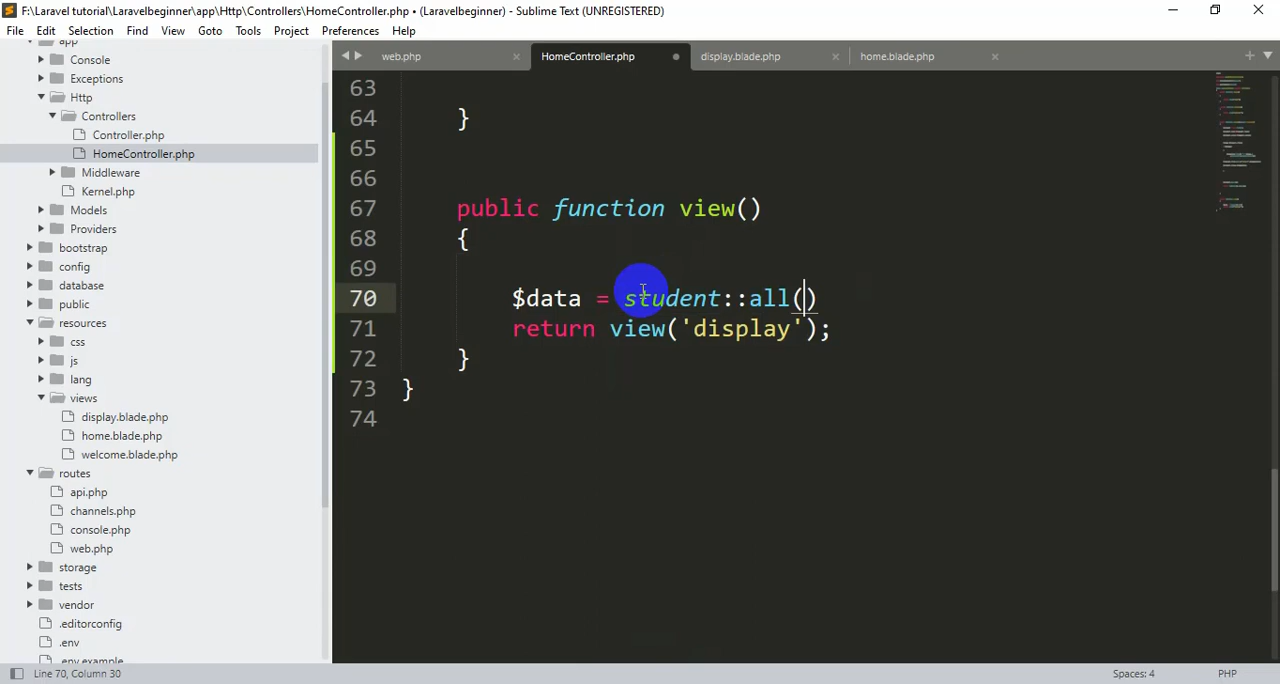 F:\Laravel tutorial\Laravelbeginner\app\Http\Controllers\HomeController.php • (Laravelbeginner) - Sublime Text (UNREGISTERED)
File Edit Selection Find View Goto Tools Project Preferences Help
app
Console
Exceptions
Http
Controllers
Controller.php
HomeController.php
Middleware
Kernel.php
Models
Providers
bootstrap
config
database
public
resources
css
js
lang
views
display.blade.php
home.blade.php
welcome.blade.php
routes
api.php
channels.php
console.php
web.php
storage
tests
vendor
.editorconfig
.env
.env.example
web.php HomeController.php display.blade.php home.blade.php
63
64 }
65
66
67 public function view()
68 {
69
70 $data = student::all()
71 return view('display');
72 }
73 }
74
Line 70, Column 30 Spaces: 4 PHP